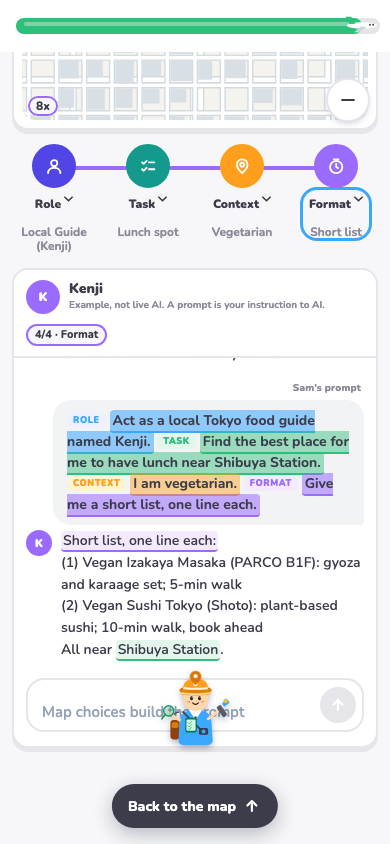 8x
Role Task Context Format
Local Guide (Kenji) Lunch spot Vegetarian Short list
K Kenji
Example, not live AI. A prompt is your instruction to AI.
4/4 · Format
Sam's prompt
ROLE Act as a local Tokyo food guide
named Kenji. TASK Find the best place for
me to have lunch near Shibuya Station.
CONTEXT I am vegetarian. FORMAT Give
me a short list, one line each.
K Short list, one line each:
(1) Vegan Izakaya Masaka (PARCO B1F): gyoza
and karaage set; 5-min walk
(2) Vegan Sushi Tokyo (Shoto): plant-based
sushi; 10-min walk, book ahead
All near Shibuya Station.
Map choices build
Back to the map